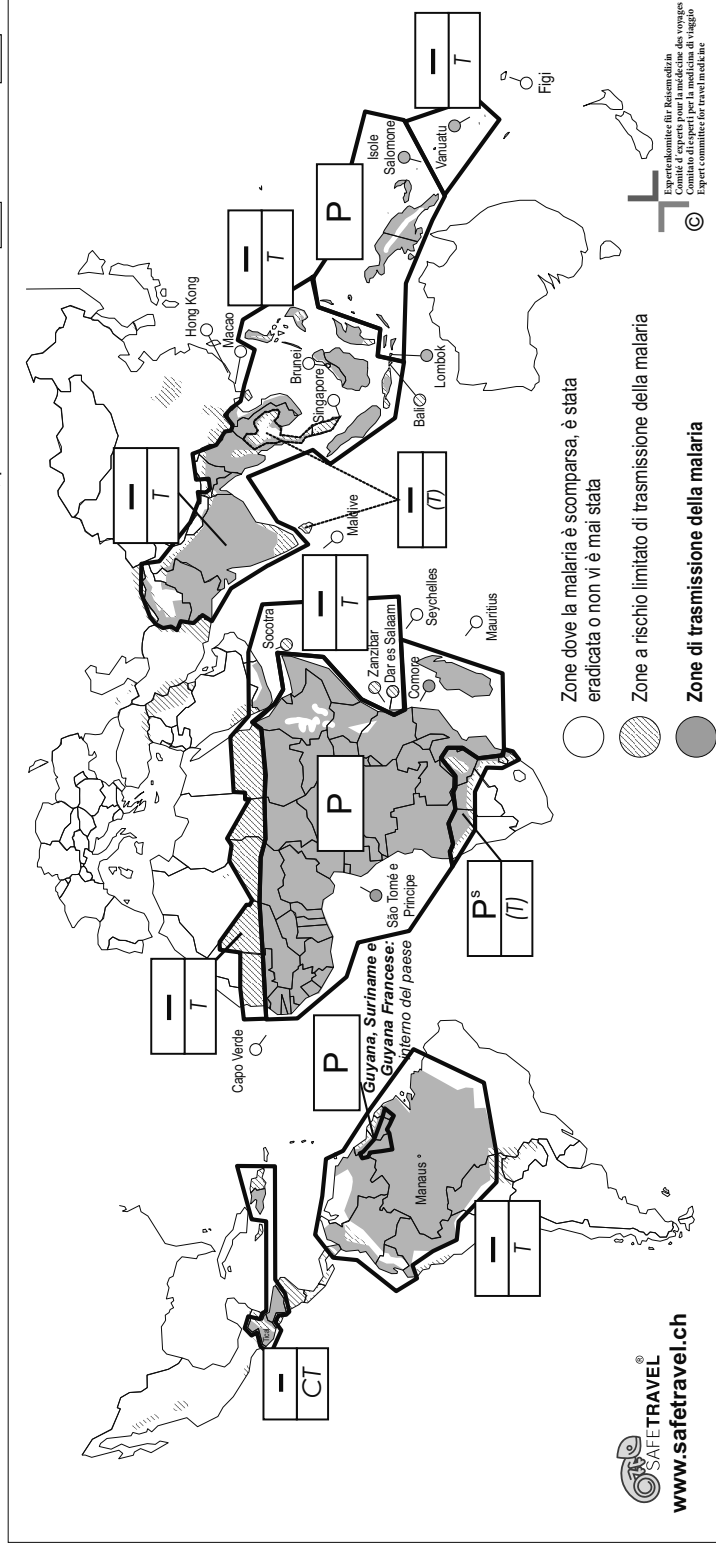 –
CT
–
T
P
Guyana, Suriname e
Guyana Francese:
interno del paese
Manaus
Capo Verde
–
T
P
São Tomé e
Principe
Pˢ
(T)
Socotra
–
T
Zanzibar
Dar es Salaam
Comore
Seychelles
Mauritius
–
T
Maldive
–
(T)
Hong Kong
Macao
Brunei
Singapore
Bali
Lombok
–
T
P
Isole
Salomone
Vanuatu
–
T
Figi
Zone dove la malaria è scomparsa, è stata
eradicata o non vi è mai stata
Zone a rischio limitato di trasmissione della malaria
Zone di trasmissione della malaria
SAFETRAVEL®
www.safetravel.ch
©
Expertenkomitee für Reisemedizin
Comité d'experts pour la médecine des voyages
Comitato di esperti per la medicina di viaggio
Expert committee for travel medicine